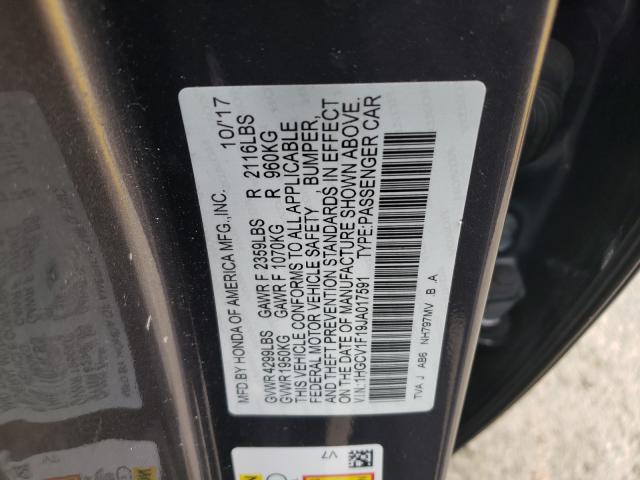 MFD.BY HONDA OF AMERICA MFG.,INC. 10/'17
GVWR 4299LBS GAWR F 2359LBS R 2116LBS
GVWR 1950KG GAWR F 1070KG R 960KG
THIS VEHICLE CONFORMS TO ALL APPLICABLE
FEDERAL MOTOR VEHICLE SAFETY , BUMPER,
AND THEFT PREVENTION STANDARDS IN EFFECT
ON THE DATE OF MANUFACTURE SHOWN ABOVE.
V.I.N.:1HGCV1F19JA017591 TYPE:PASSENGER CAR
TVA J AB6 NH797MV B .A
V7